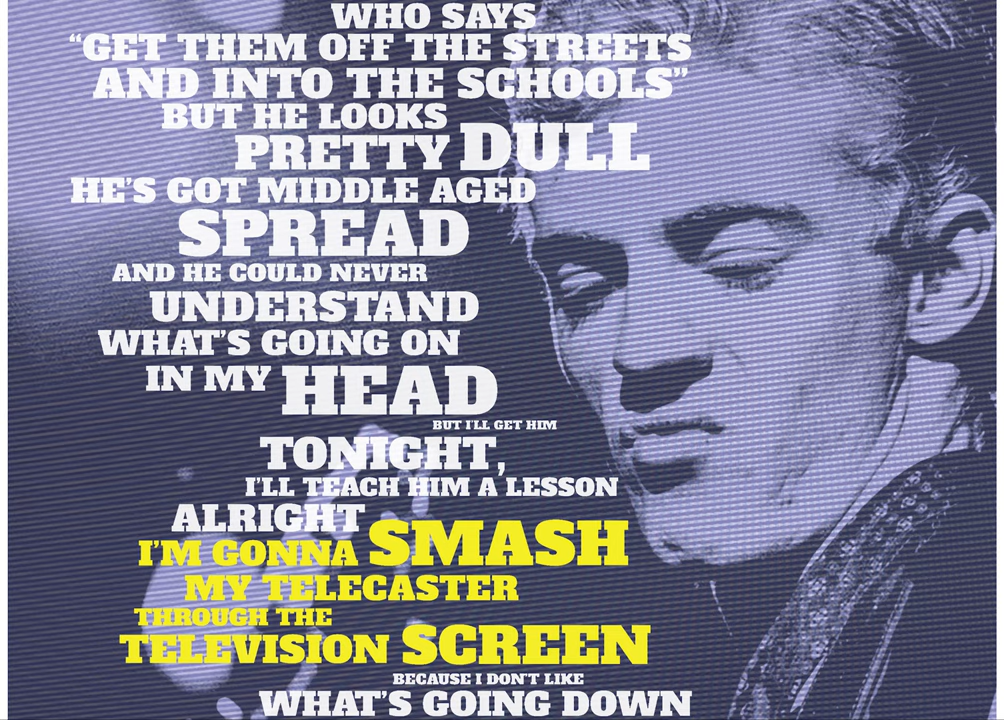 WHO SAYS
“GET THEM OFF THE STREETS
AND INTO THE SCHOOLS”
BUT HE LOOKS
PRETTY DULL
HE’S GOT MIDDLE AGED
SPREAD
AND HE COULD NEVER
UNDERSTAND
WHAT’S GOING ON
IN MY HEAD
BUT I’LL GET HIM
TONIGHT,
I’LL TEACH HIM A LESSON
ALRIGHT
I’M GONNA SMASH
MY TELECASTER
THROUGH THE
TELEVISION SCREEN
BECAUSE I DON’T LIKE
WHAT’S GOING DOWN